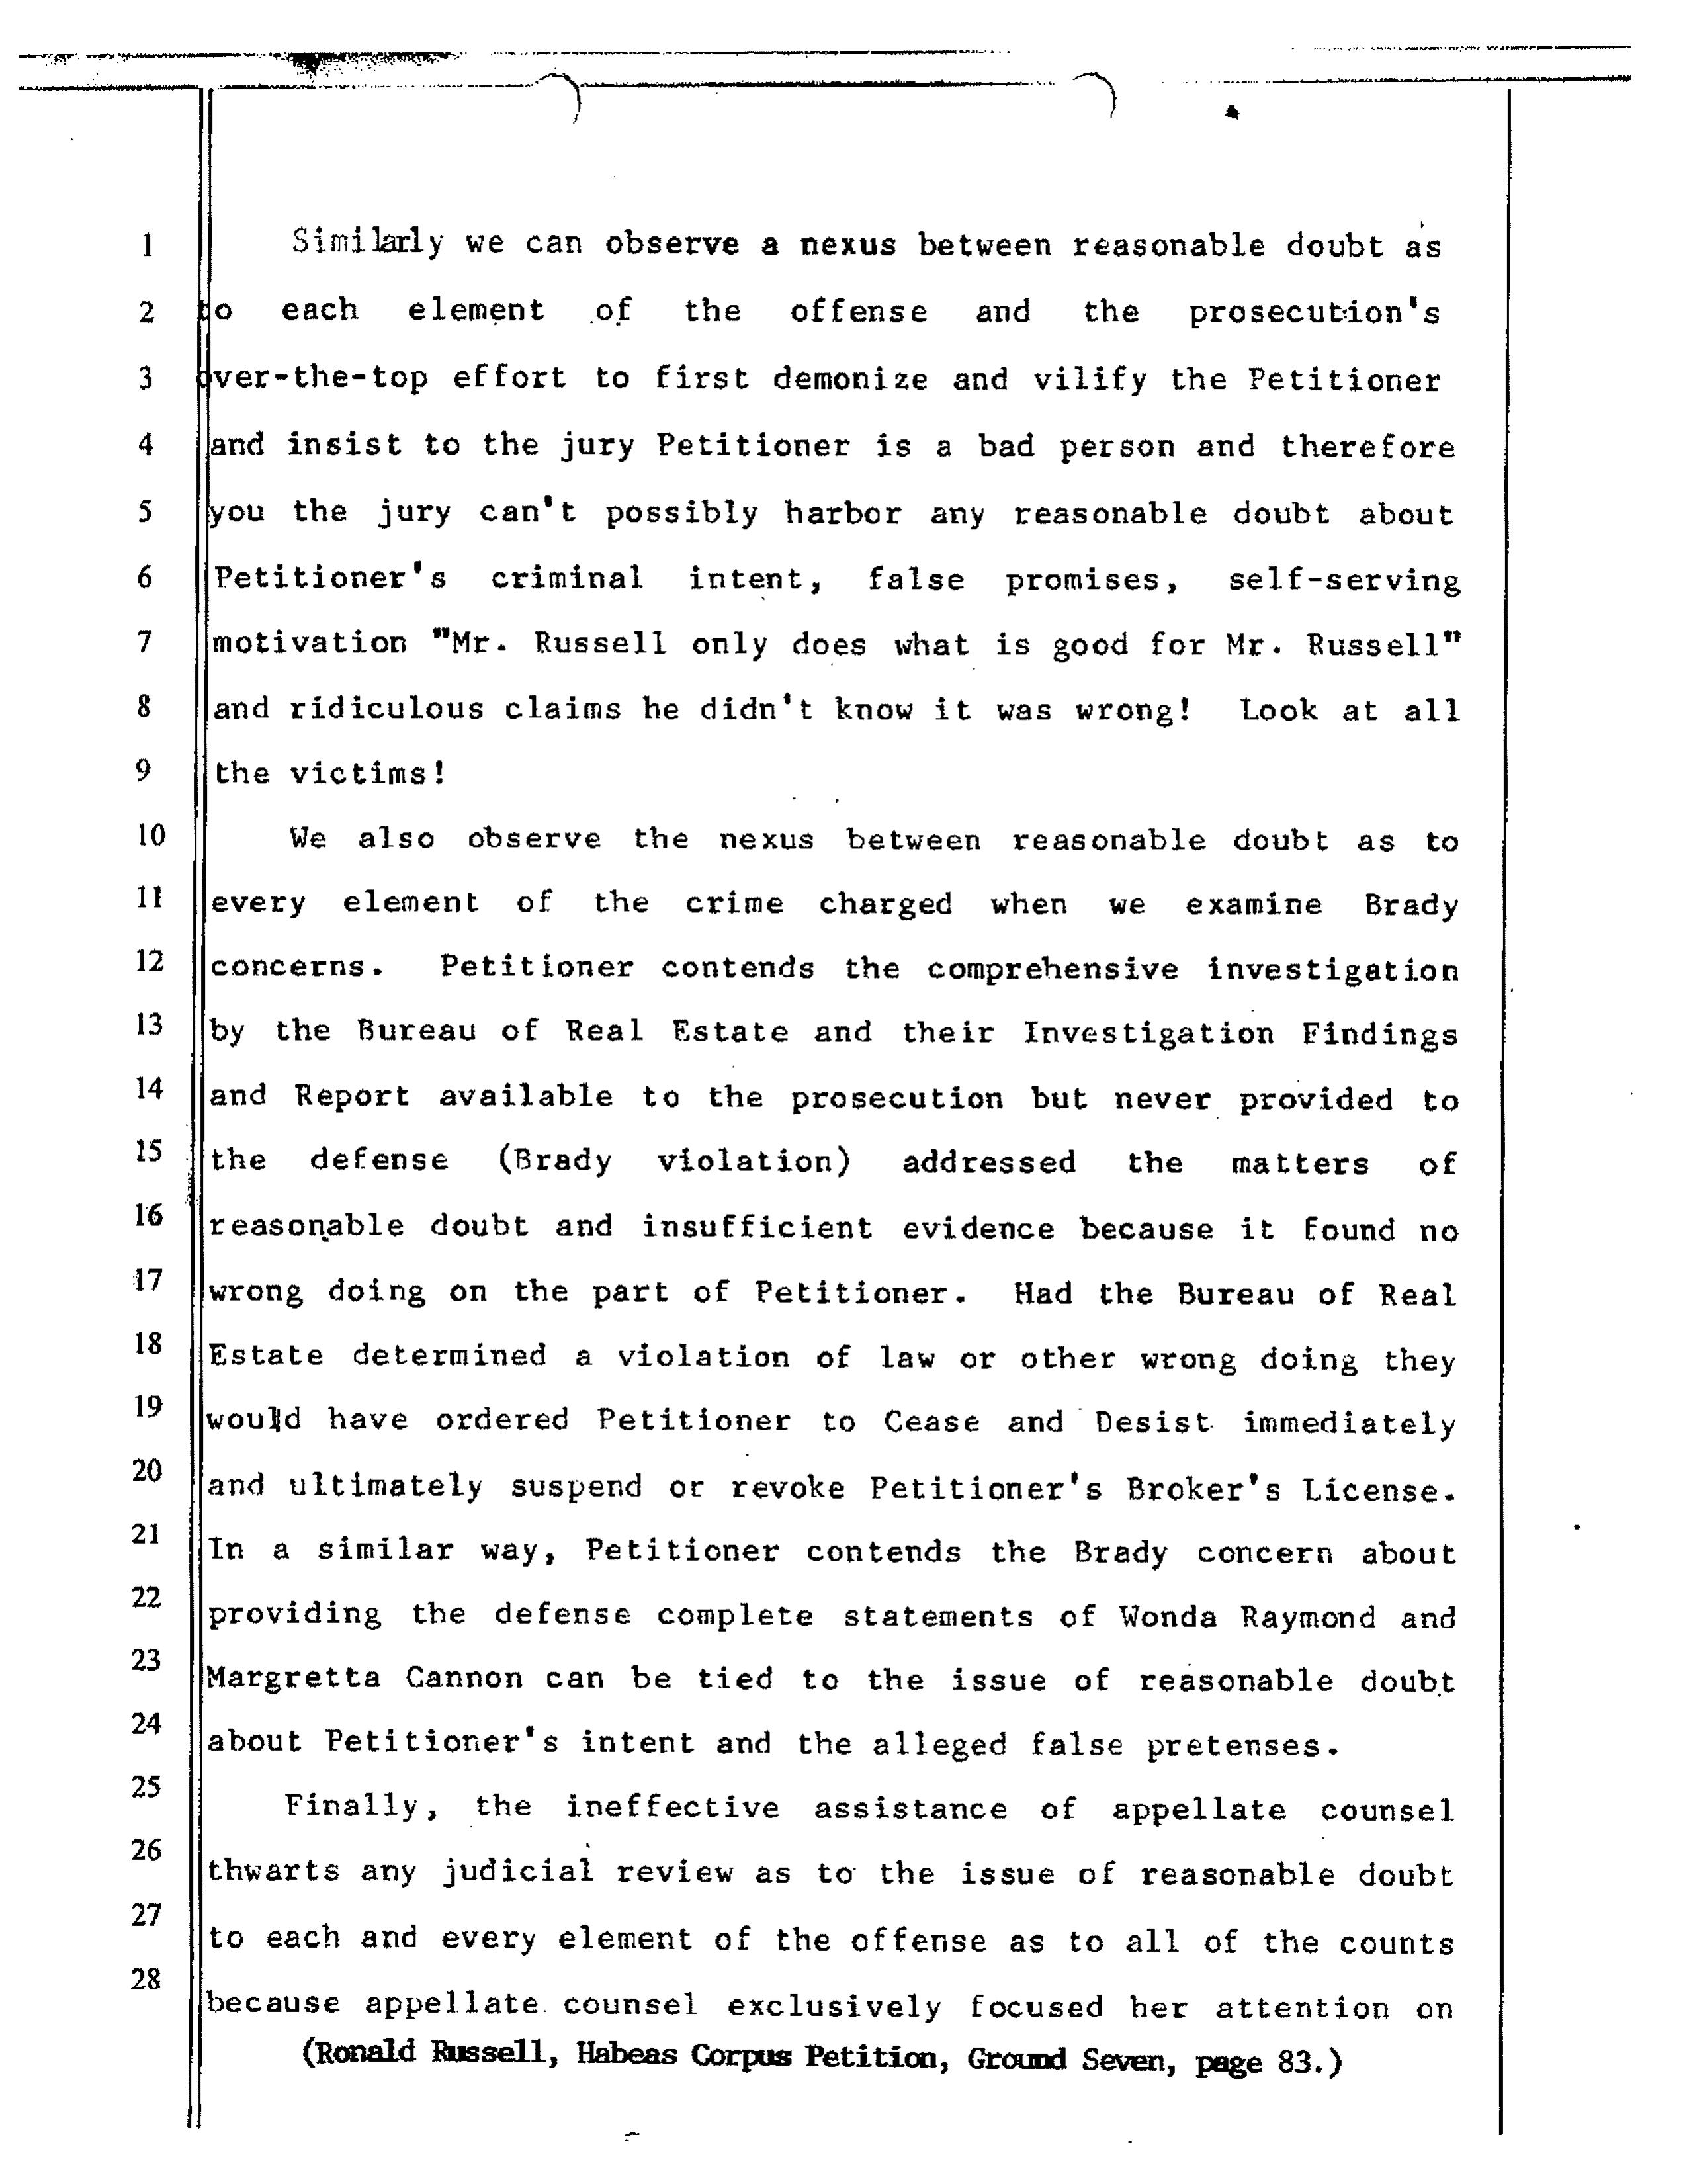 1 Similarly we can observe a nexus between reasonable doubt as
2 to each element of the offense and the prosecution's
3 over-the-top effort to first demonize and vilify the Petitioner
4 and insist to the jury Petitioner is a bad person and therefore
5 you the jury can't possibly harbor any reasonable doubt about
6 Petitioner's criminal intent, false promises, self-serving
7 motivation "Mr. Russell only does what is good for Mr. Russell"
8 and ridiculous claims he didn't know it was wrong! Look at all
9 the victims!
10 We also observe the nexus between reasonable doubt as to
11 every element of the crime charged when we examine Brady
12 concerns. Petitioner contends the comprehensive investigation
13 by the Bureau of Real Estate and their Investigation Findings
14 and Report available to the prosecution but never provided to
15 the defense (Brady violation) addressed the matters of
16 reasonable doubt and insufficient evidence because it found no
17 wrong doing on the part of Petitioner. Had the Bureau of Real
18 Estate determined a violation of law or other wrong doing they
19 would have ordered Petitioner to Cease and Desist immediately
20 and ultimately suspend or revoke Petitioner's Broker's License.
21 In a similar way, Petitioner contends the Brady concern about
22 providing the defense complete statements of Wonda Raymond and
23 Margretta Cannon can be tied to the issue of reasonable doubt
24 about Petitioner's intent and the alleged false pretenses.
25 Finally, the ineffective assistance of appellate counsel
26 thwarts any judicial review as to the issue of reasonable doubt
27 to each and every element of the offense as to all of the counts
28 because appellate counsel exclusively focused her attention on
(Ronald Russell, Habeas Corpus Petition, Ground Seven, page 83.)